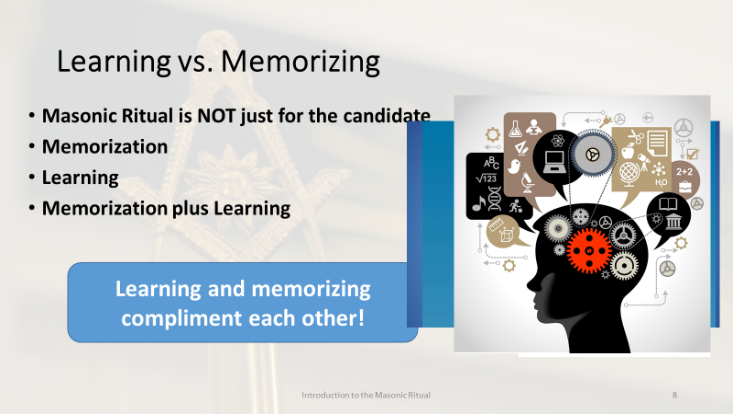 Learning vs. Memorizing
• Masonic Ritual is NOT just for the candidate
• Memorization
• Learning
• Memorization plus Learning
Learning and memorizing
compliment each other!
ABC
√123
2+2
H₂O
Introduction to the Masonic Ritual
8